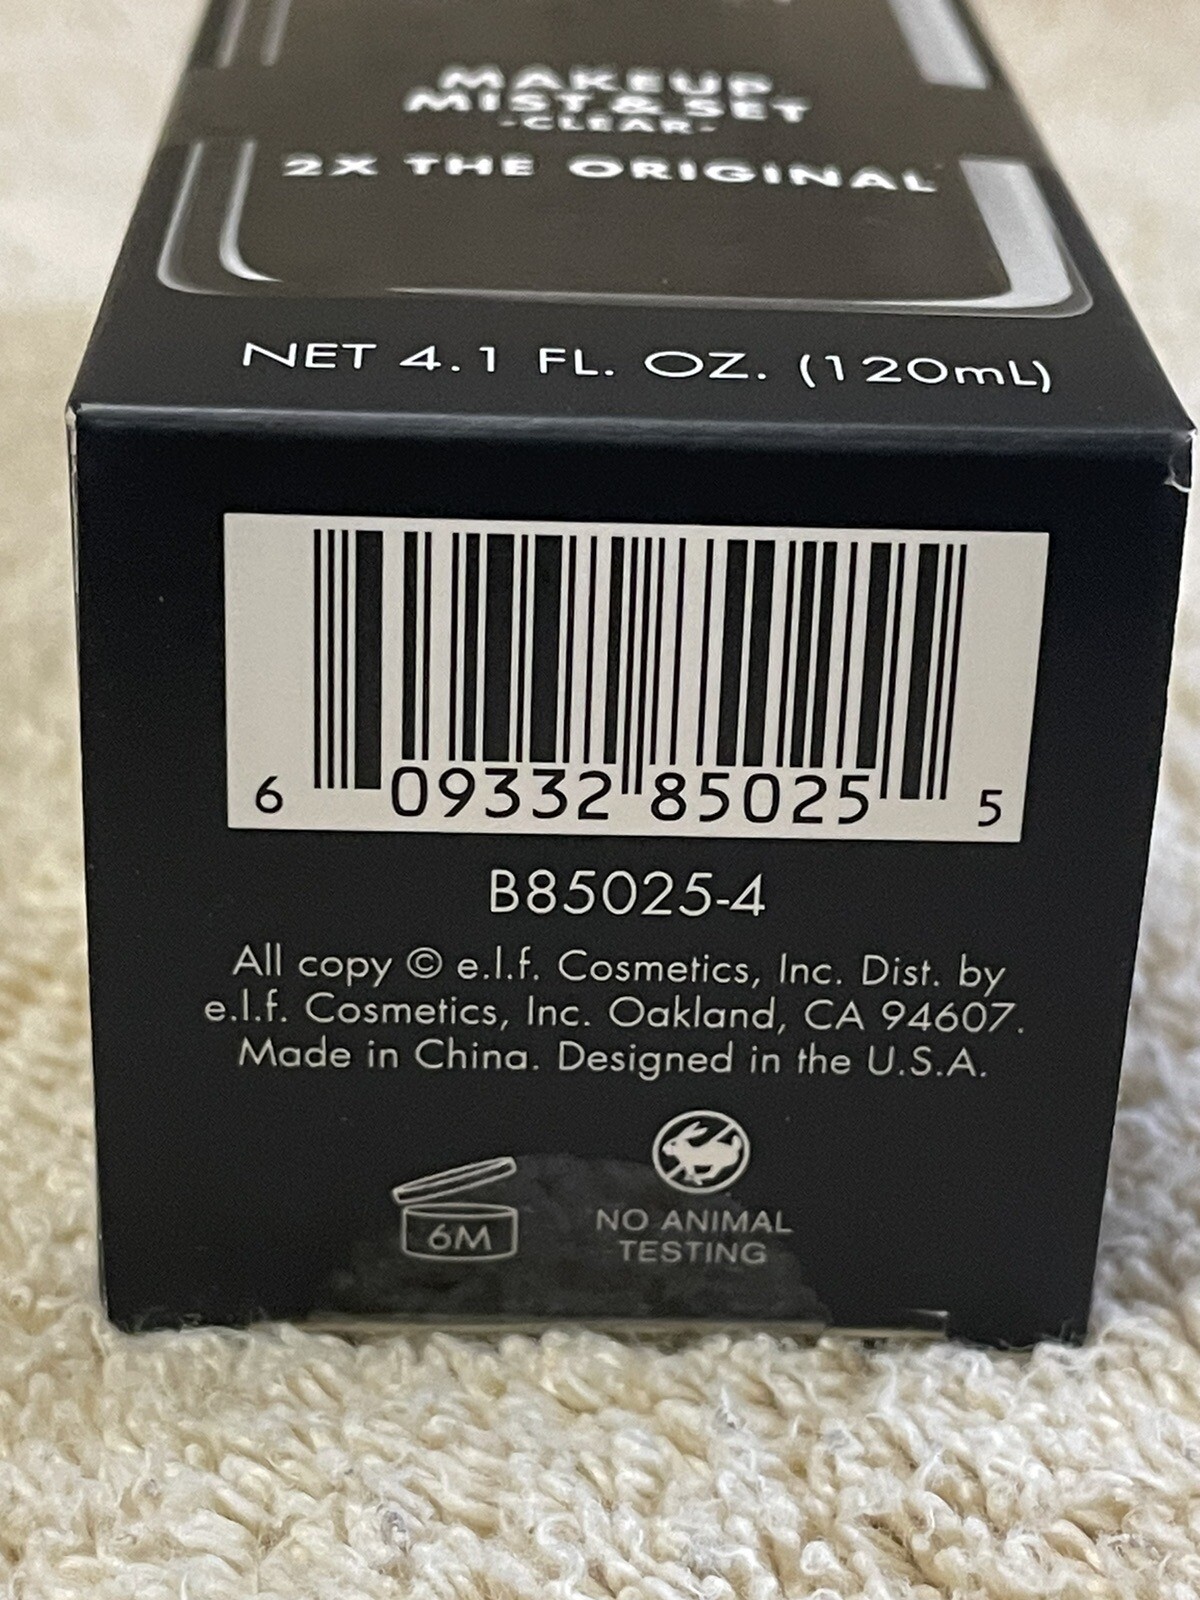 MAKEUP
MIST & SET
-CLEAR-
2X THE ORIGINAL
NET 4.1 FL. OZ. (120mL)
6 09332 85025 5
B85025-4
All copy © e.l.f. Cosmetics, Inc. Dist. by
e.l.f. Cosmetics, Inc. Oakland, CA 94607.
Made in China. Designed in the U.S.A.
6M
NO ANIMAL
TESTING